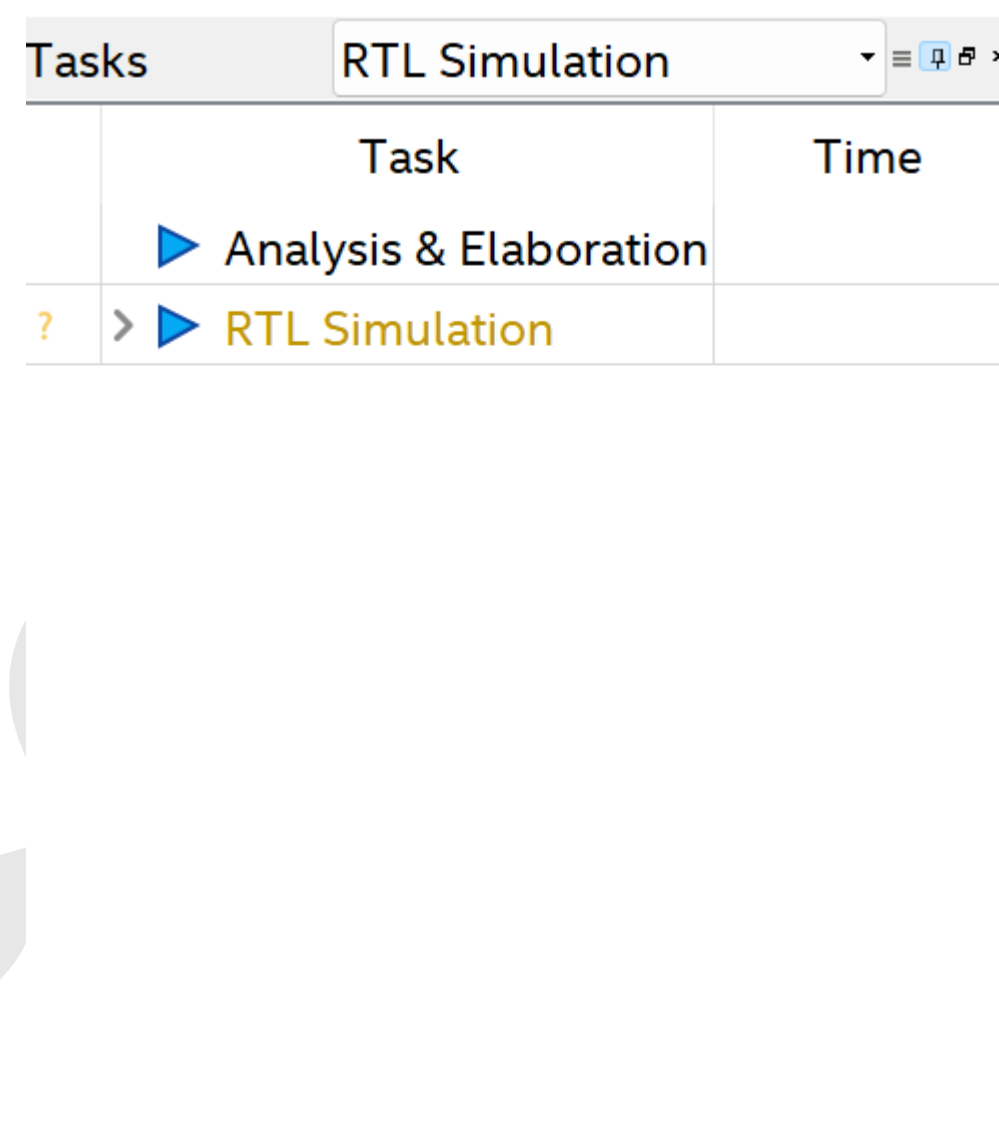 Tasks RTL Simulation
Task Time
Analysis & Elaboration
? RTL Simulation